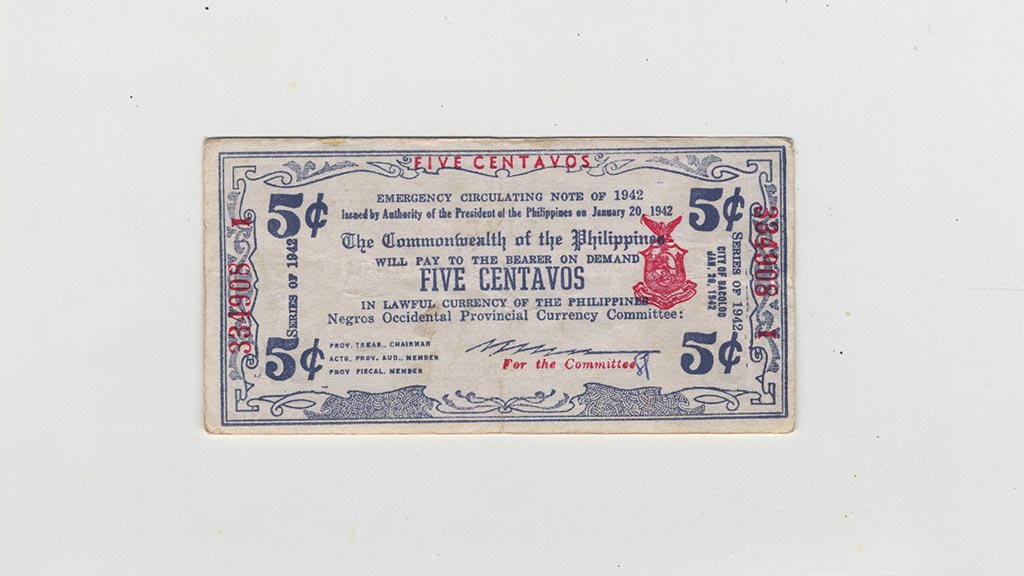 FIVE CENTAVOS
EMERGENCY CIRCULATING NOTE OF 1942
Issued by Authority of the President of the Philippines on January 20, 1942
5¢
5¢
The Commonwealth of the Philippines
WILL PAY TO THE BEARER ON DEMAND
FIVE CENTAVOS
IN LAWFUL CURRENCY OF THE PHILIPPINES
Negros Occidental Provincial Currency Committee:
SERIES OF 1942
SERIES OF 1942
CITY OF BACOLOD
JAN. 26, 1942
334908 Y
334908 Y
PROV. TREAS., CHAIRMAN
ACTG. PROV. AUD., MEMBER
PROV FISCAL, MEMBER
For the Committee
5¢
5¢